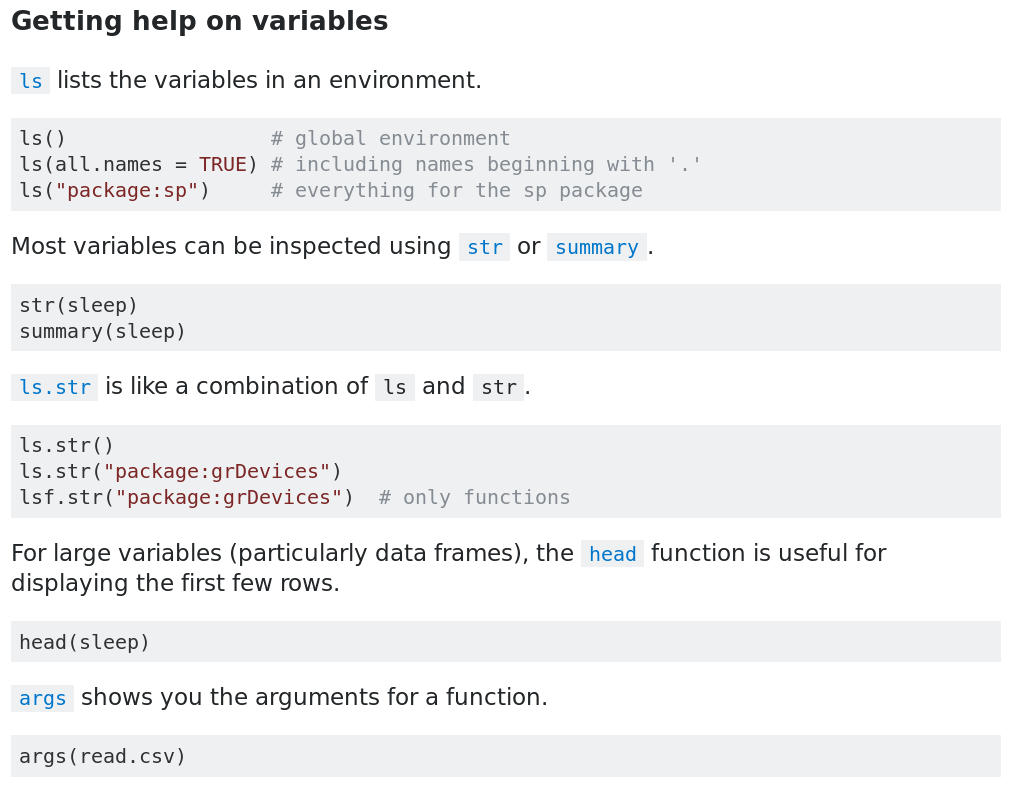 Getting help on variables
ls lists the variables in an environment.
ls()                 # global environment
ls(all.names = TRUE) # including names beginning with '.'
ls("package:sp")     # everything for the sp package
Most variables can be inspected using str or summary.
str(sleep)
summary(sleep)
ls.str is like a combination of ls and str.
ls.str()
ls.str("package:grDevices")
lsf.str("package:grDevices")  # only functions
For large variables (particularly data frames), the head function is useful for
displaying the first few rows.
head(sleep)
args shows you the arguments for a function.
args(read.csv)